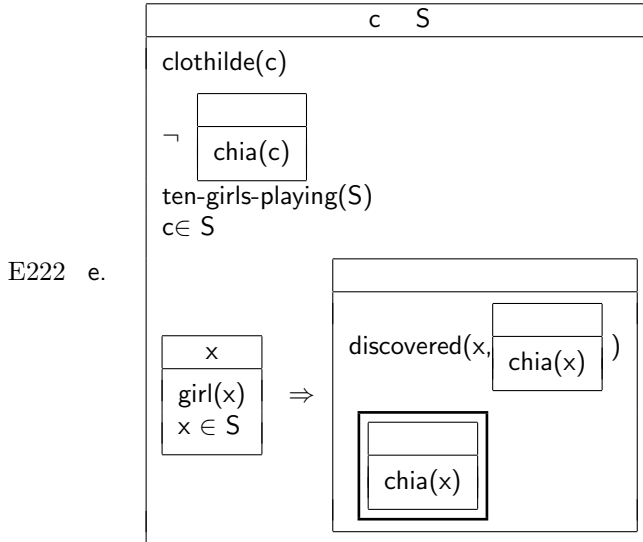 c S
clothilde(c)
¬ chia(c)
ten-girls-playing(S)
c∈ S
E222 e.
x
girl(x)
x ∈ S
⇒
discovered(x, chia(x) )
chia(x)